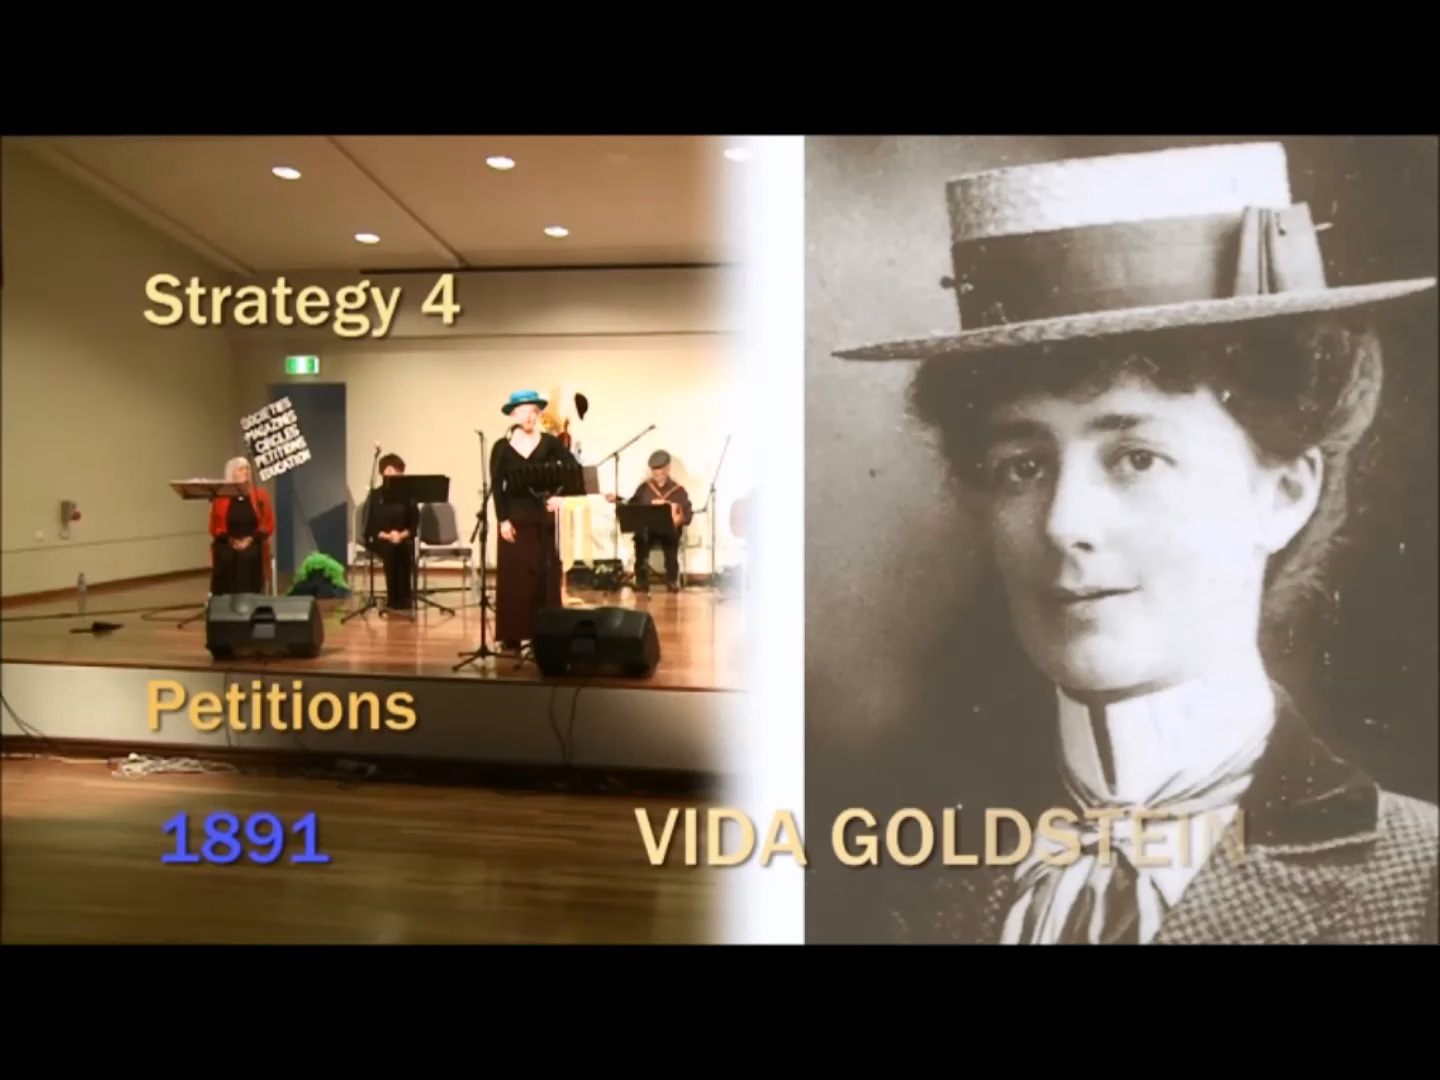 Strategy 4
SOCIETIES
MAGAZINES
CIRCLES
PETITIONS
EDUCATION
Petitions
1891
VIDA GOLDSTEIN